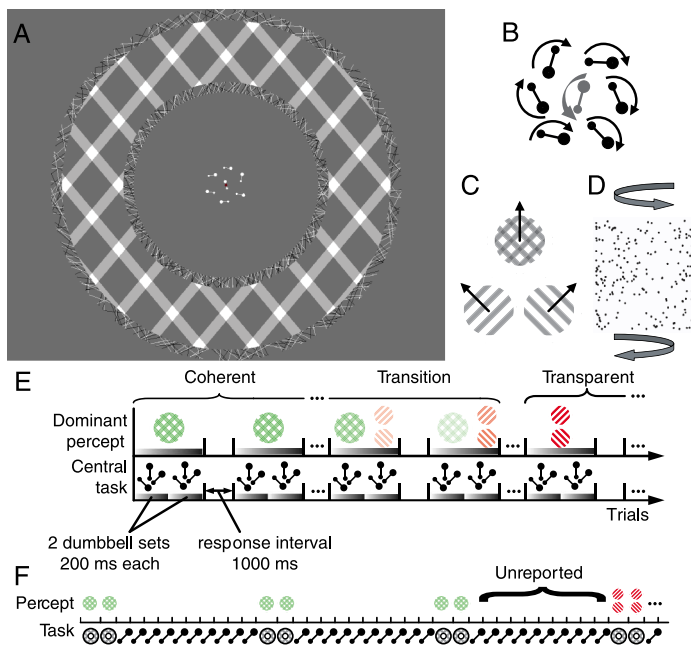 A
B
C
D
E
Coherent
...
Transition
Transparent
...
Dominant
percept
...
...
Central
task
...
...
...
Trials
2 dumbbell sets
200 ms each
response interval
1000 ms
F
Unreported
Percept
...
Task